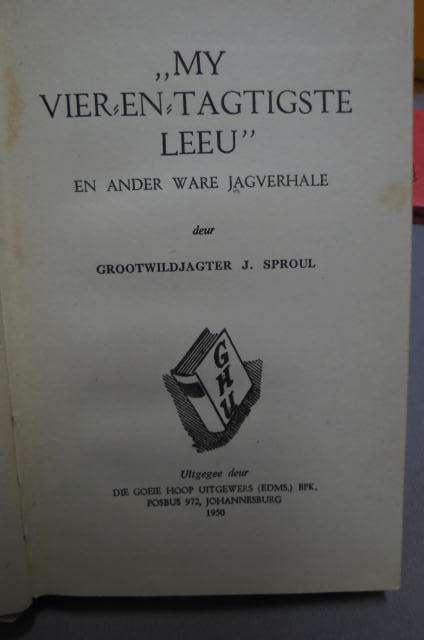 „MY
VIER-EN-TAGTIGSTE
LEEU”
EN ANDER WARE JAGVERHALE
deur
GROOTWILDJAGTER J. SPROUL
GHU
Uitgegee deur
DIE GOEIE HOOP UITGEWERS (EDMS.) BPK.
POSBUS 972, JOHANNESBURG
1950